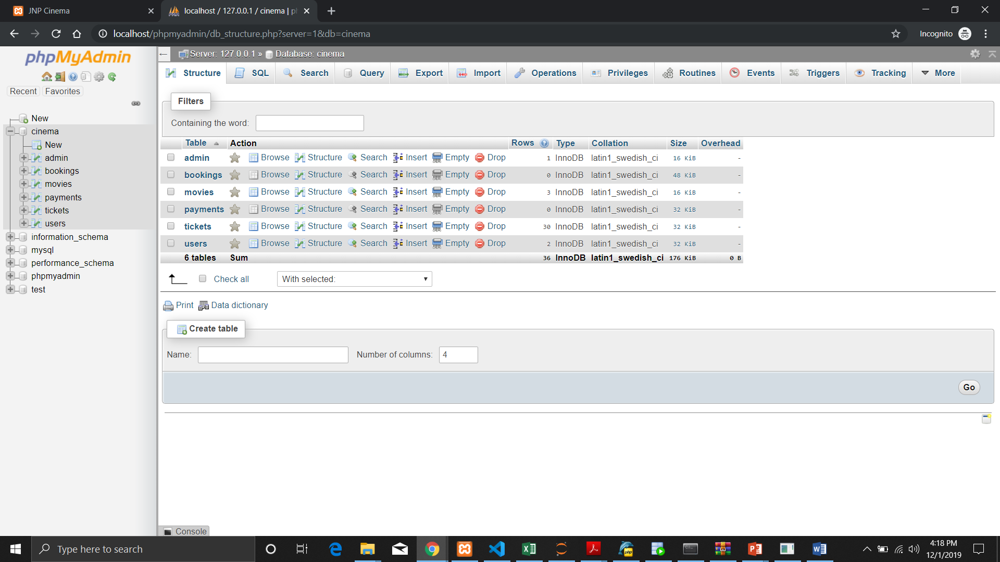 JNP Cinema
localhost / 127.0.0.1 / cinema | p
localhost/phpmyadmin/db_structure.php?server=1&db=cinema
Incognito
phpMyAdmin
Recent Favorites
New
cinema
New
admin
bookings
movies
payments
tickets
users
information_schema
mysql
performance_schema
phpmyadmin
test
Server: 127.0.0.1 » Database: cinema
Structure SQL Search Query Export Import Operations Privileges Routines Events Triggers Tracking More
Filters
Containing the word:
Table Action Rows Type Collation Size Overhead
admin Browse Structure Search Insert Empty Drop 1 InnoDB latin1_swedish_ci 16 KiB -
bookings Browse Structure Search Insert Empty Drop 0 InnoDB latin1_swedish_ci 48 KiB -
movies Browse Structure Search Insert Empty Drop 3 InnoDB latin1_swedish_ci 16 KiB -
payments Browse Structure Search Insert Empty Drop 0 InnoDB latin1_swedish_ci 32 KiB -
tickets Browse Structure Search Insert Empty Drop 30 InnoDB latin1_swedish_ci 32 KiB -
users Browse Structure Search Insert Empty Drop 2 InnoDB latin1_swedish_ci 32 KiB -
6 tables Sum 36 InnoDB latin1_swedish_ci 176 KiB 0 B
Check all With selected:
Print Data dictionary
Create table
Name: Number of columns: 4
Go
Console
Type here to search
4:18 PM
12/1/2019